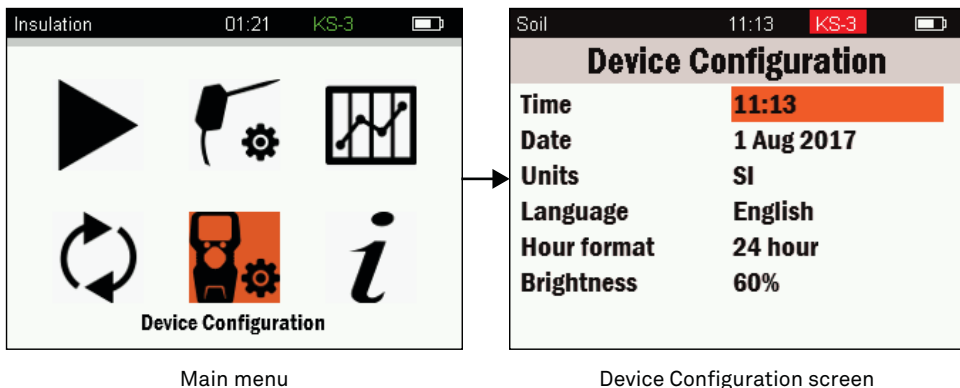 Insulation 01:21 KS-3
Device Configuration
Main menu
Soil 11:13 KS-3
Device Configuration
Time 11:13
Date 1 Aug 2017
Units SI
Language English
Hour format 24 hour
Brightness 60%
Device Configuration screen